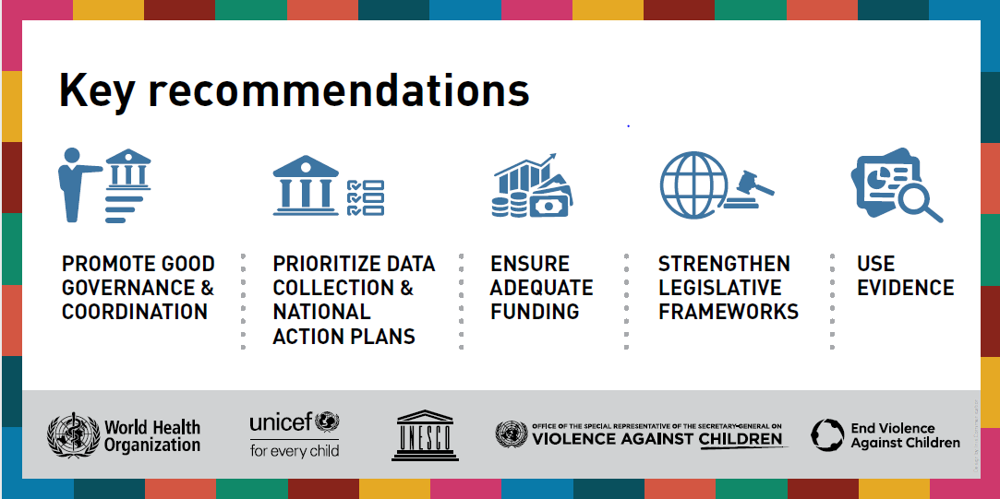 Key recommendations
PROMOTE GOOD
GOVERNANCE &
COORDINATION
PRIORITIZE DATA
COLLECTION &
NATIONAL
ACTION PLANS
ENSURE
ADEQUATE
FUNDING
STRENGTHEN
LEGISLATIVE
FRAMEWORKS
USE
EVIDENCE
World Health
Organization
unicef
for every child
UNESCO
OFFICE OF THE SPECIAL REPRESENTATIVE OF THE SECRETARY-GENERAL ON
VIOLENCE AGAINST CHILDREN
End Violence
Against Children